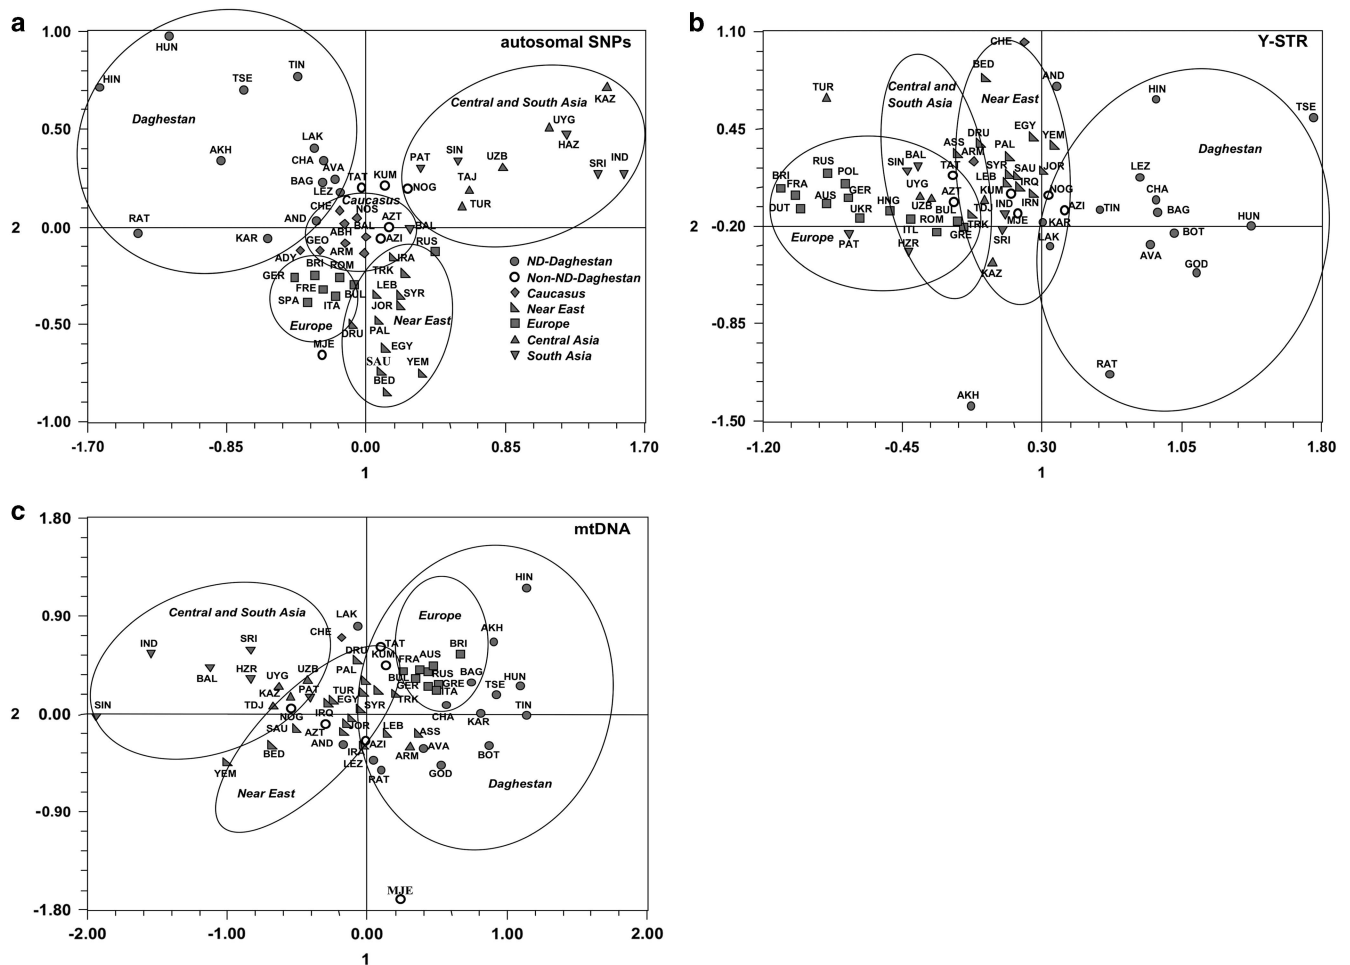 a
autosomal SNPs
1.00
0.50
2
0.00
-0.50
-1.00
-1.70
-0.85
0.00
0.85
1.70
1
HUN
HIN
TSE
TIN
Daghestan
LAK
AKH
CHA
AVA
BAG
LEZ
TAT
KUM
NOG
Caucasus
CHE
NOS
AND
RAT
KAR
ABH
BAL
AZT
AZI
BAL
GEO
ADY
ARM
RUS
IRA
Central and South Asia
KAZ
UYG
HAZ
PAT
SIN
UZB
SRI
IND
TAJ
TUR
BRI
ROM
GER
FRE
BUL
SPA
ITA
Europe
TRK
LEB
SYR
JOR
DRU
PAL
Near East
MJE
EGY
SAU
YEM
BED
ND-Daghestan
Non-ND-Daghestan
Caucasus
Near East
Europe
Central Asia
South Asia
b
Y-STR
1.10
0.45
2
-0.20
-0.85
-1.50
-1.20
-0.45
0.30
1.05
1.80
1
CHE
BED
AND
TUR
Central and
South Asia
Near East
HIN
TSE
EGY
YEM
DRU
PAL
Daghestan
ASS
ARM
BAL
SIN
TAT
SYR
SAU
JOR
LEB
IRQ
RUS
POL
BRI
FRA
AUS
GER
DUT
UKR
HNG
UYG
AZT
KUM
NOG
UZB
BUL
TDJ
IND
IRN
AZI
TIN
LEZ
CHA
BAG
BOT
HUN
Europe
PAT
ITL
ROM
GRE
TRK
MJE
KAR
HZR
SRI
LAK
AVA
GOD
KAZ
RAT
AKH
c
mtDNA
1.80
0.90
2
0.00
-0.90
-1.80
-2.00
-1.00
0.00
1.00
2.00
1
HIN
Central and South Asia
LAK
Europe
CHE
AKH
IND
SRI
TAT
DRU
KUM
FRA
AUS
BRI
BAL
HZR
UYG
UZB
PAL
BUL
RUS
BAG
HUN
KAZ
PAT
TUR
GER
GRE
TSE
SIN
TDJ
EGY
TRK
ITA
NOG
IRQ
SYR
CHA
TIN
KAR
SAU
AZT
JOR
LEB
ASS
BED
AND
IRA
AZI
ARM
AVA
BOT
YEM
LEZ
RAT
GOD
Near East
Daghestan
MJE